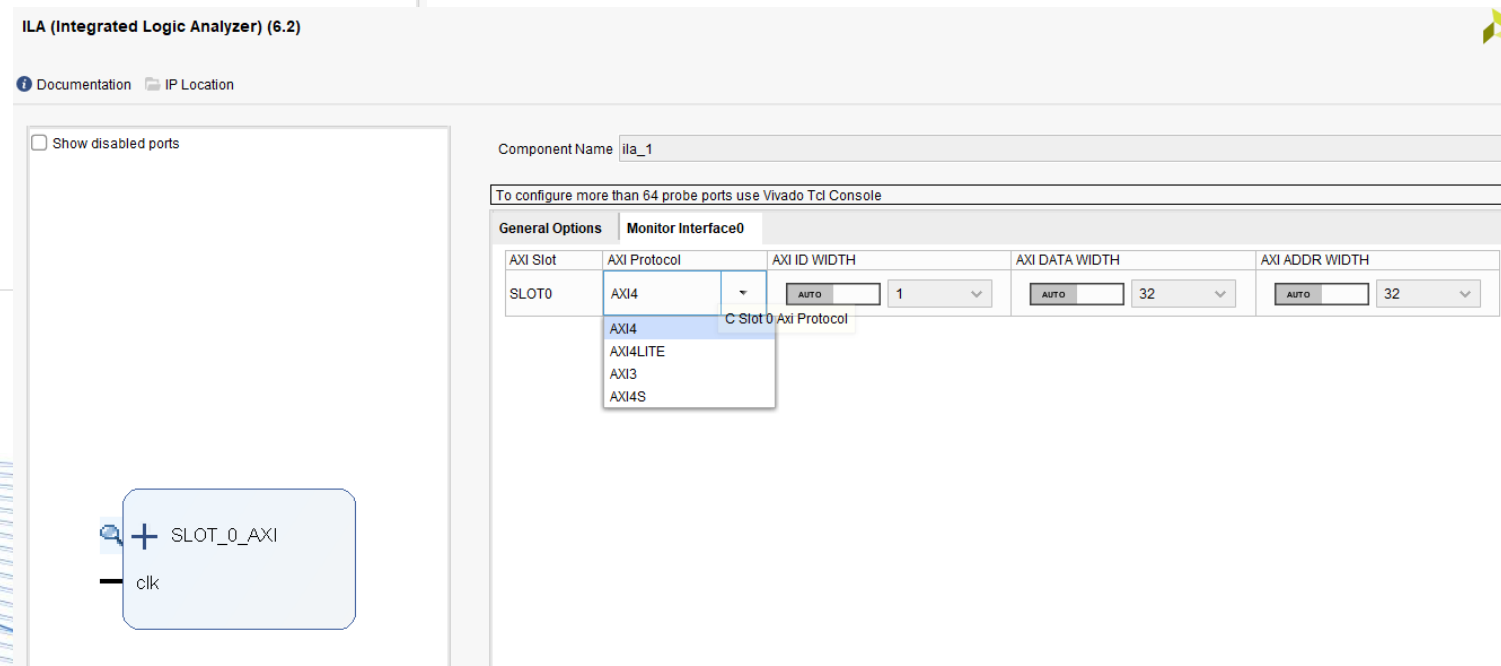 ILA (Integrated Logic Analyzer) (6.2)
Documentation IP Location
Show disabled ports
SLOT_0_AXI
clk
Component Name ila_1
To configure more than 64 probe ports use Vivado Tcl Console
General Options Monitor Interface0
AXI Slot AXI Protocol AXI ID WIDTH AXI DATA WIDTH AXI ADDR WIDTH
SLOT0 AXI4 AUTO 1 AUTO 32 AUTO 32
C Slot 0 Axi Protocol
AXI4
AXI4LITE
AXI3
AXI4S